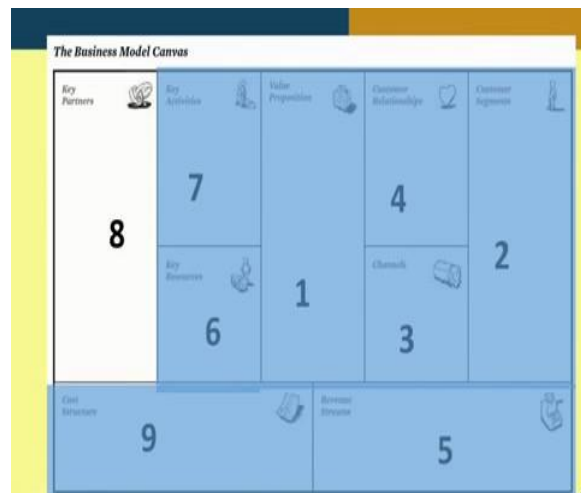 The Business Model Canvas
Key
Partners
8
Key
Activities
7
Key
Resources
6
Value
Proposition
1
Customer
Relationships
4
Channels
3
Customer
Segments
2
Cost
Structure
9
Revenue
Streams
5